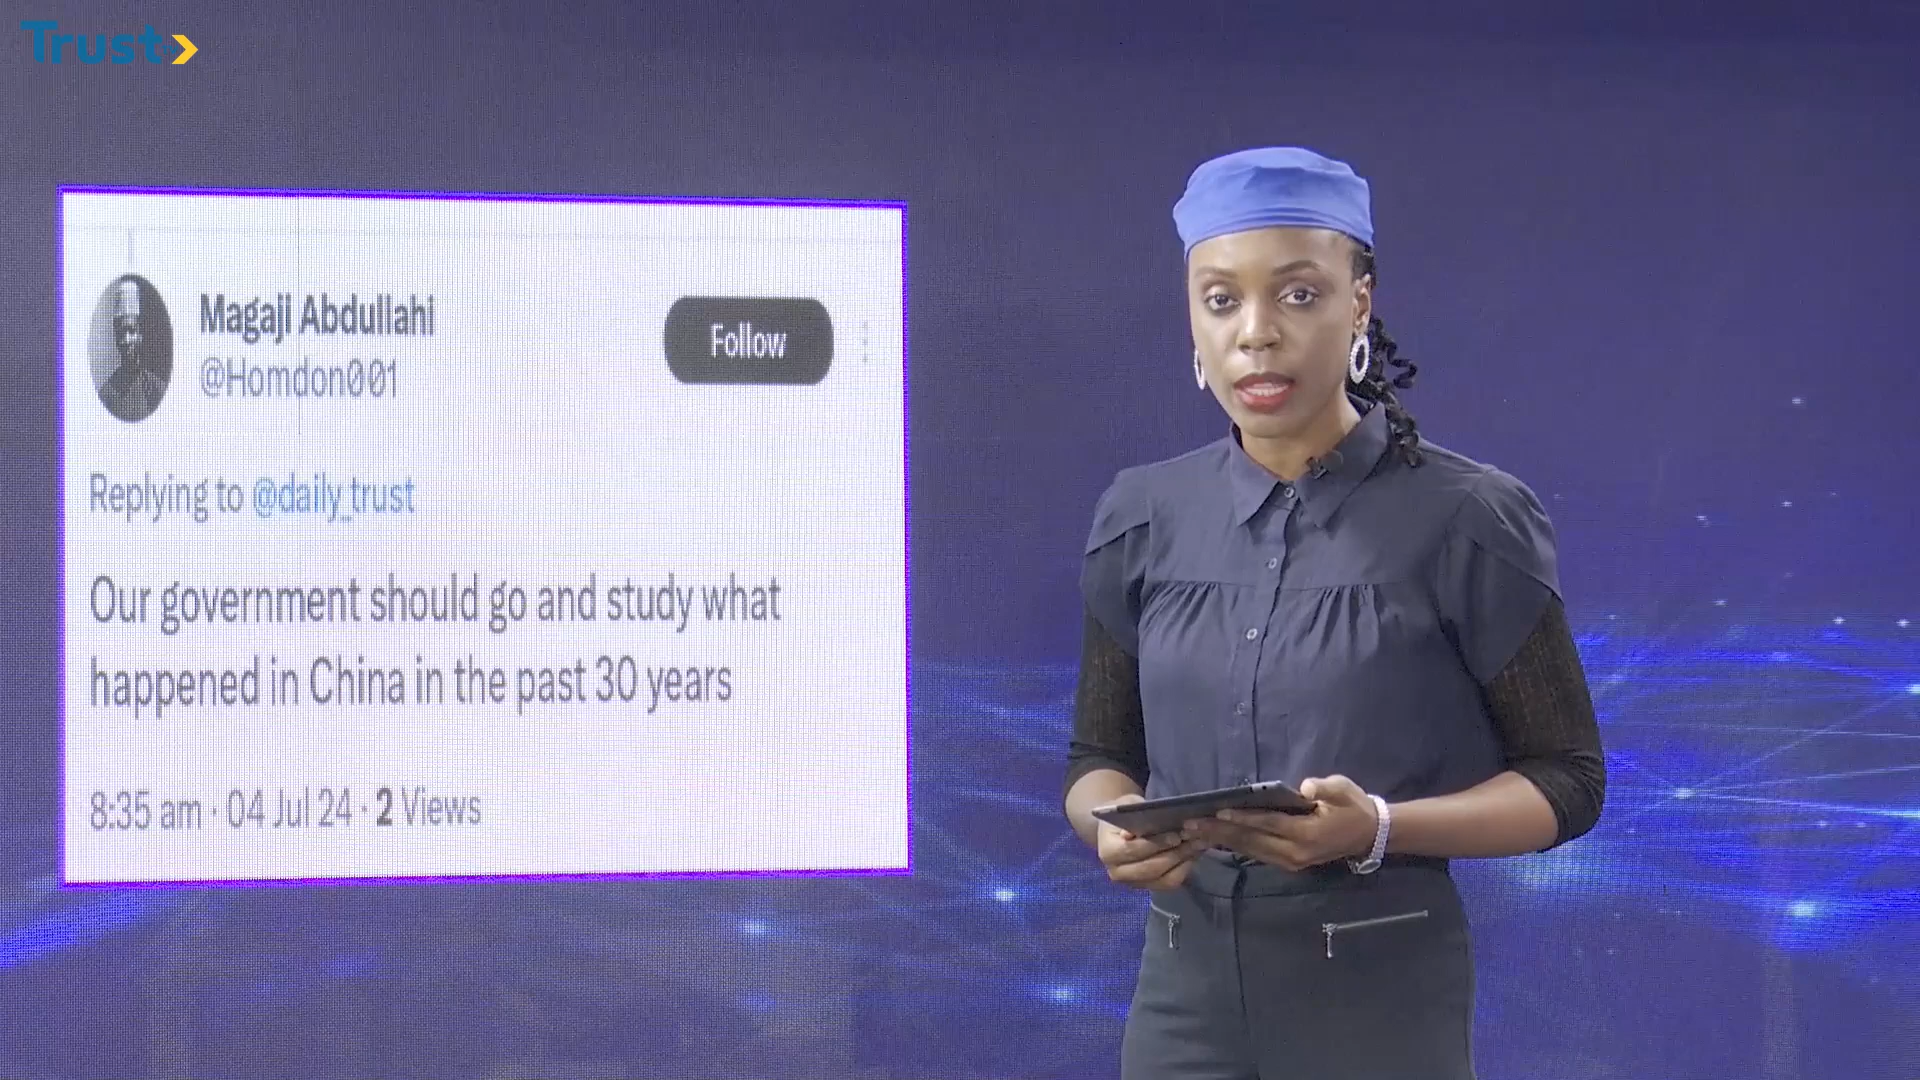 Trust
Magaji Abdullahi
@Homdon001
Follow
Replying to @daily_trust
Our government should go and study what
happened in China in the past 30 years
8:35 am · 04 Jul 24 · 2 Views